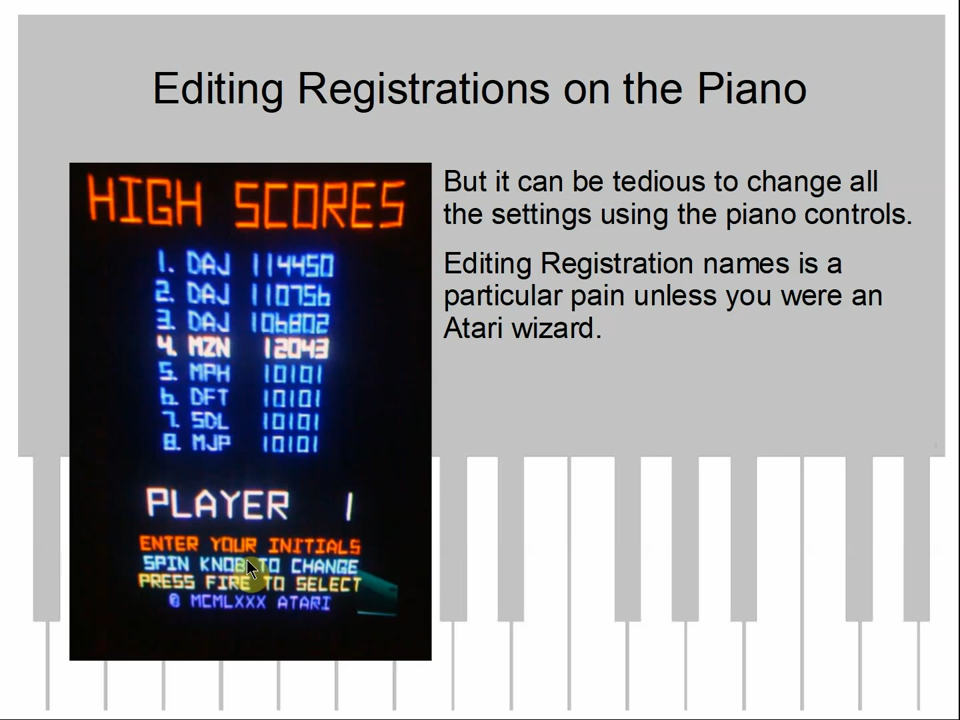 Editing Registrations on the Piano
HIGH SCORES
1. DAJ 114450
2. DAJ 110756
3. DAJ 106802
4. MZN 12043
5. MPH 10101
6. DFT 10101
7. SDL 10101
8. MJP 10101
PLAYER 1
ENTER YOUR INITIALS
SPIN KNOB TO CHANGE
PRESS FIRE TO SELECT
© MCMLXXX ATARI
But it can be tedious to change all
the settings using the piano controls.
Editing Registration names is a
particular pain unless you were an
Atari wizard.